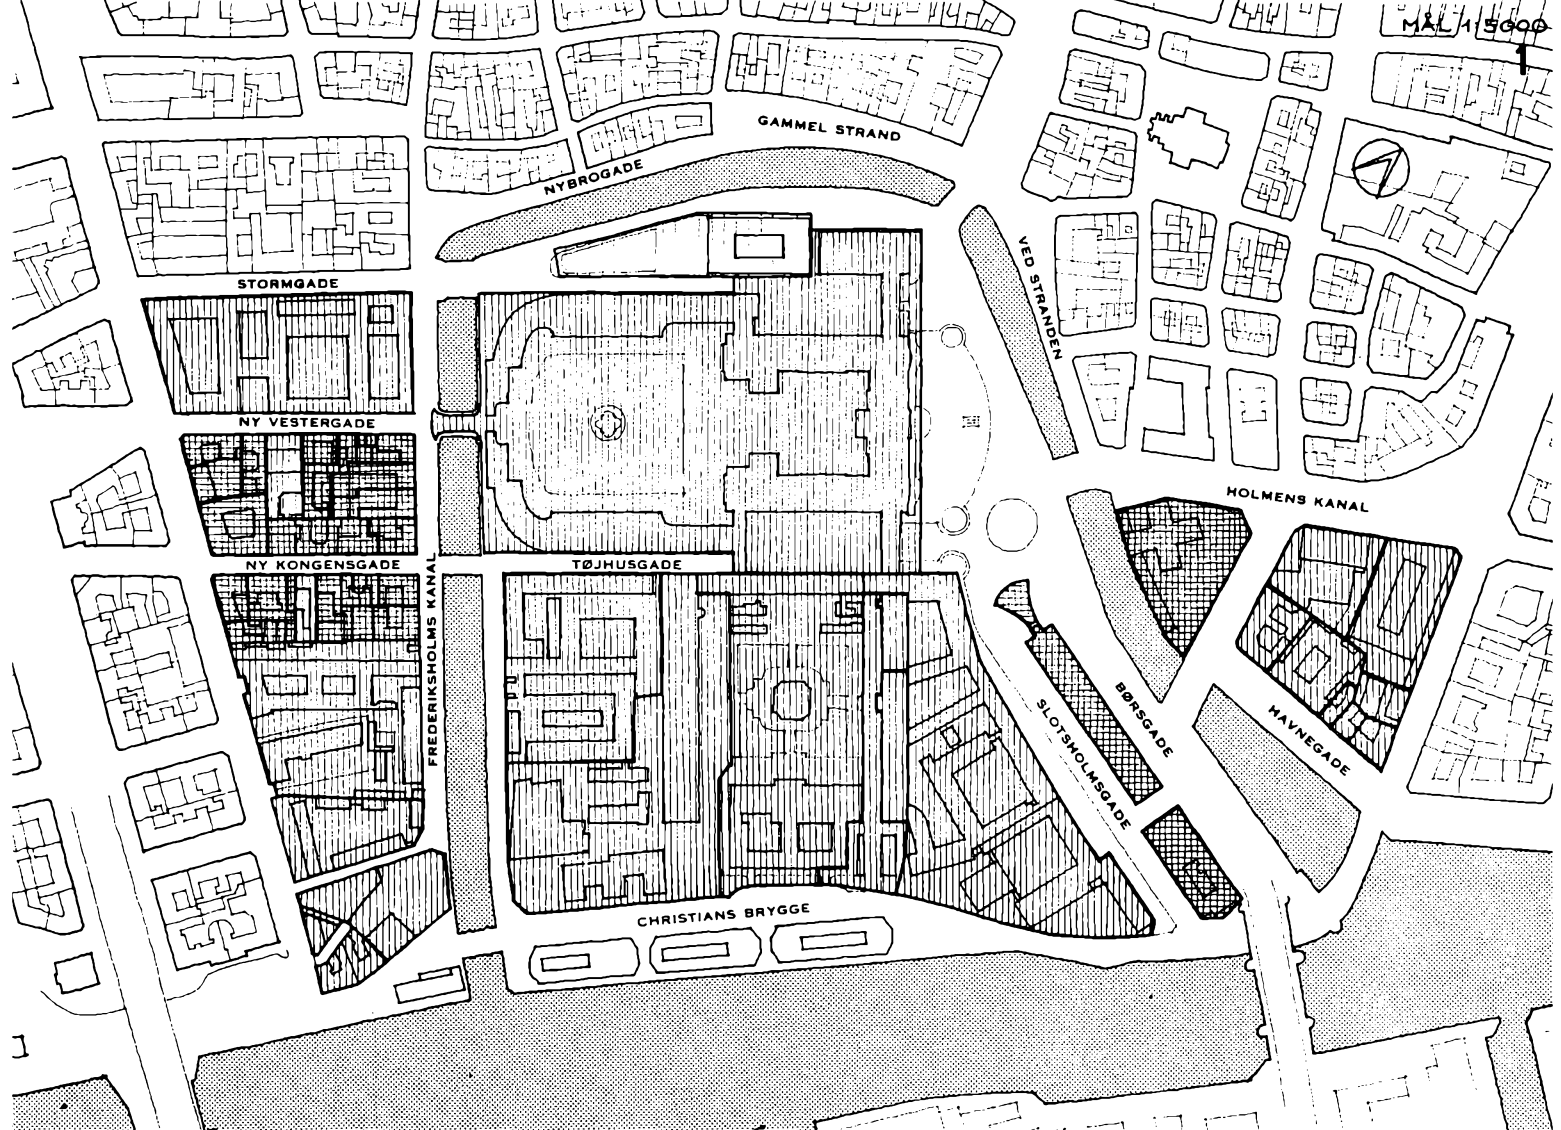 MÅL 1:5000
1
GAMMEL STRAND
NYBROGADE
VED STRANDEN
STORMGADE
NY VESTERGADE
HOLMENS KANAL
NY KONGENSGADE
TØJHUSGADE
FREDERIKSHOLMS KANAL
BØRSGADE
SLOTSHOLMSGADE
HAVNEGADE
CHRISTIANS BRYGGE